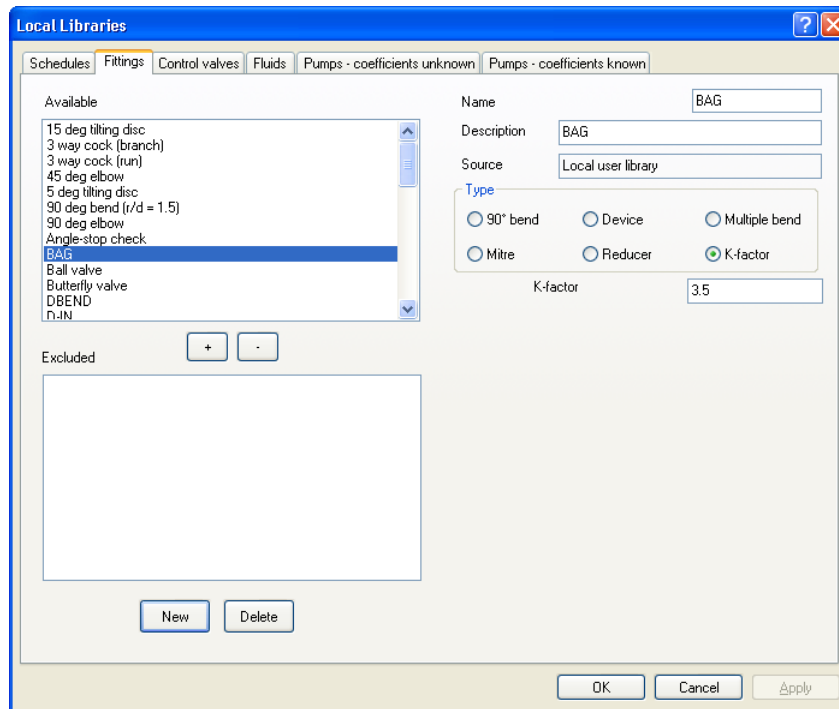 Local Libraries
Schedules
Fittings
Control valves
Fluids
Pumps - coefficients unknown
Pumps - coefficients known
Available
15 deg tilting disc
3 way cock (branch)
3 way cock (run)
45 deg elbow
5 deg tilting disc
90 deg bend (r/d = 1.5)
90 deg elbow
Angle-stop check
BAG
Ball valve
Butterfly valve
DBEND
D-IN
+
-
Excluded
New
Delete
Name
BAG
Description
BAG
Source
Local user library
Type
90° bend
Device
Multiple bend
Mitre
Reducer
K-factor
K-factor
3.5
OK
Cancel
Apply